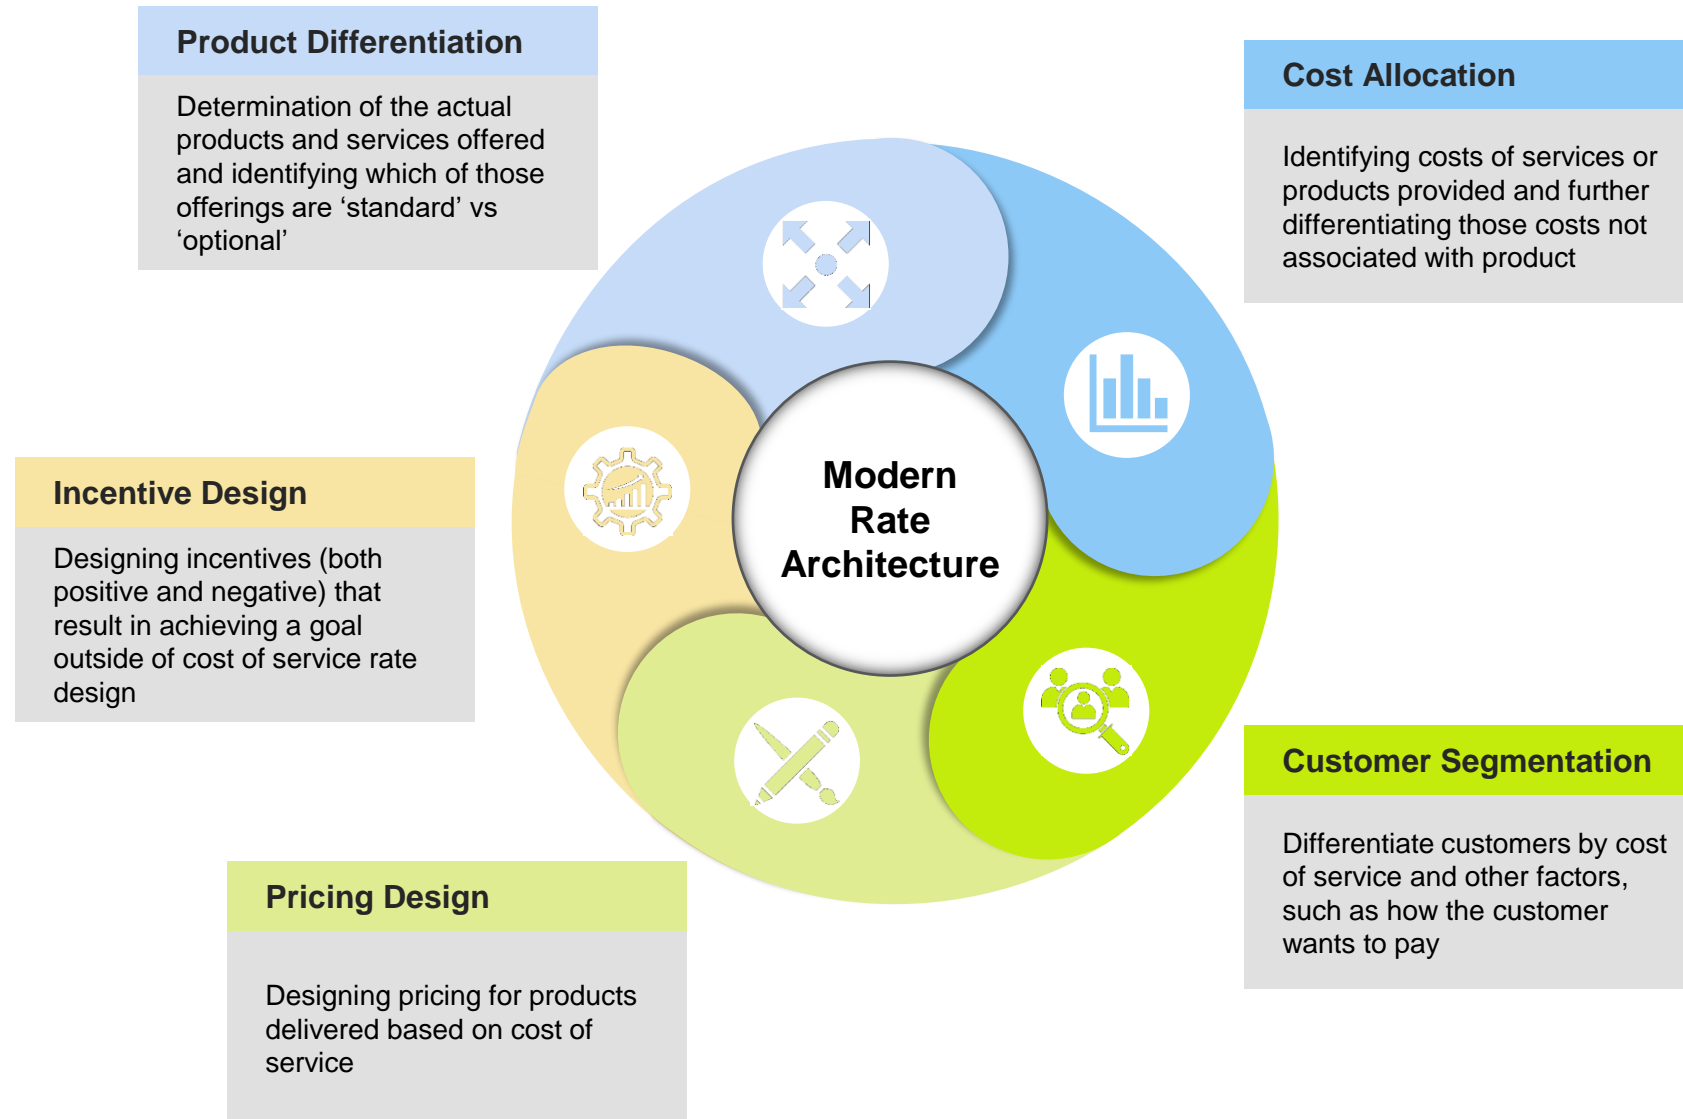 Product Differentiation
Determination of the actual
products and services offered
and identifying which of those
offerings are ‘standard’ vs
‘optional’
Cost Allocation
Identifying costs of services or
products provided and further
differentiating those costs not
associated with product
Modern
Rate
Architecture
Incentive Design
Designing incentives (both
positive and negative) that
result in achieving a goal
outside of cost of service rate
design
Customer Segmentation
Differentiate customers by cost
of service and other factors,
such as how the customer
wants to pay
Pricing Design
Designing pricing for products
delivered based on cost of
service